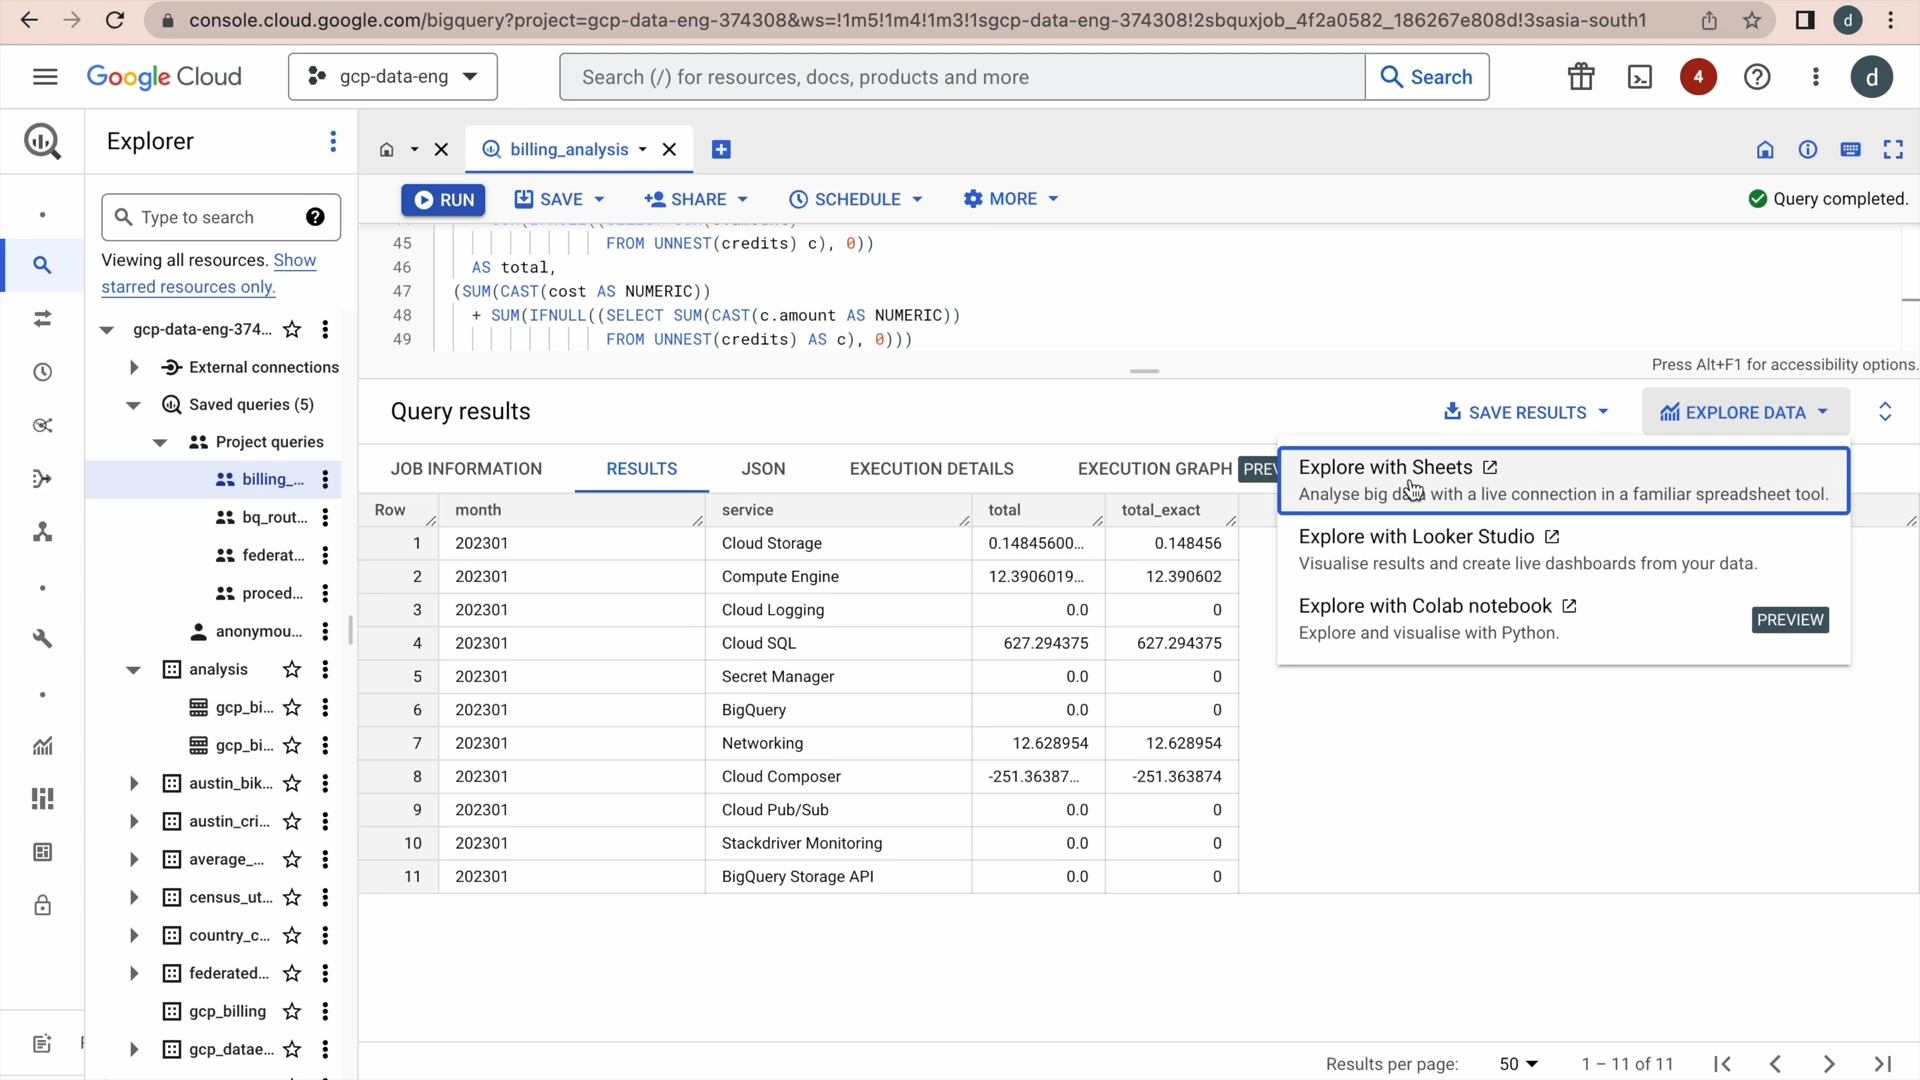 console.cloud.google.com/bigquery?project=gcp-data-eng-374308&ws=!1m5!1m4!1m3!1sgcp-data-eng-374308!2sbquxjob_4f2a0582_186267e808d!3sasia-south1
d
Google Cloud
gcp-data-eng
Search (/) for resources, docs, products and more
Search
4
d
Explorer
billing_analysis
Type to search
RUN
SAVE
SHARE
SCHEDULE
MORE
Query completed.
Viewing all resources. Show
starred resources only.
45 FROM UNNEST(credits) c), 0))
46 AS total,
47 (SUM(CAST(cost AS NUMERIC))
48 + SUM(IFNULL((SELECT SUM(CAST(c.amount AS NUMERIC))
49 FROM UNNEST(credits) AS c), 0)))
Press Alt+F1 for accessibility options.
gcp-data-eng-374...
External connections
Saved queries (5)
Project queries
billing_...
bq_rout...
federat...
proced...
anonymou...
analysis
gcp_bi...
gcp_bi...
austin_bik...
austin_cri...
average_...
census_ut...
country_c...
federated...
gcp_billing
gcp_datae...
Query results
SAVE RESULTS
EXPLORE DATA
JOB INFORMATION
RESULTS
JSON
EXECUTION DETAILS
EXECUTION GRAPH
PREV
Explore with Sheets
Analyse big data with a live connection in a familiar spreadsheet tool.
Explore with Looker Studio
Visualise results and create live dashboards from your data.
Explore with Colab notebook
PREVIEW
Explore and visualise with Python.
Row month service total total_exact
1 202301 Cloud Storage 0.14845600... 0.148456
2 202301 Compute Engine 12.3906019... 12.390602
3 202301 Cloud Logging 0.0 0
4 202301 Cloud SQL 627.294375 627.294375
5 202301 Secret Manager 0.0 0
6 202301 BigQuery 0.0 0
7 202301 Networking 12.628954 12.628954
8 202301 Cloud Composer -251.36387... -251.363874
9 202301 Cloud Pub/Sub 0.0 0
10 202301 Stackdriver Monitoring 0.0 0
11 202301 BigQuery Storage API 0.0 0
Results per page: 50 1 – 11 of 11